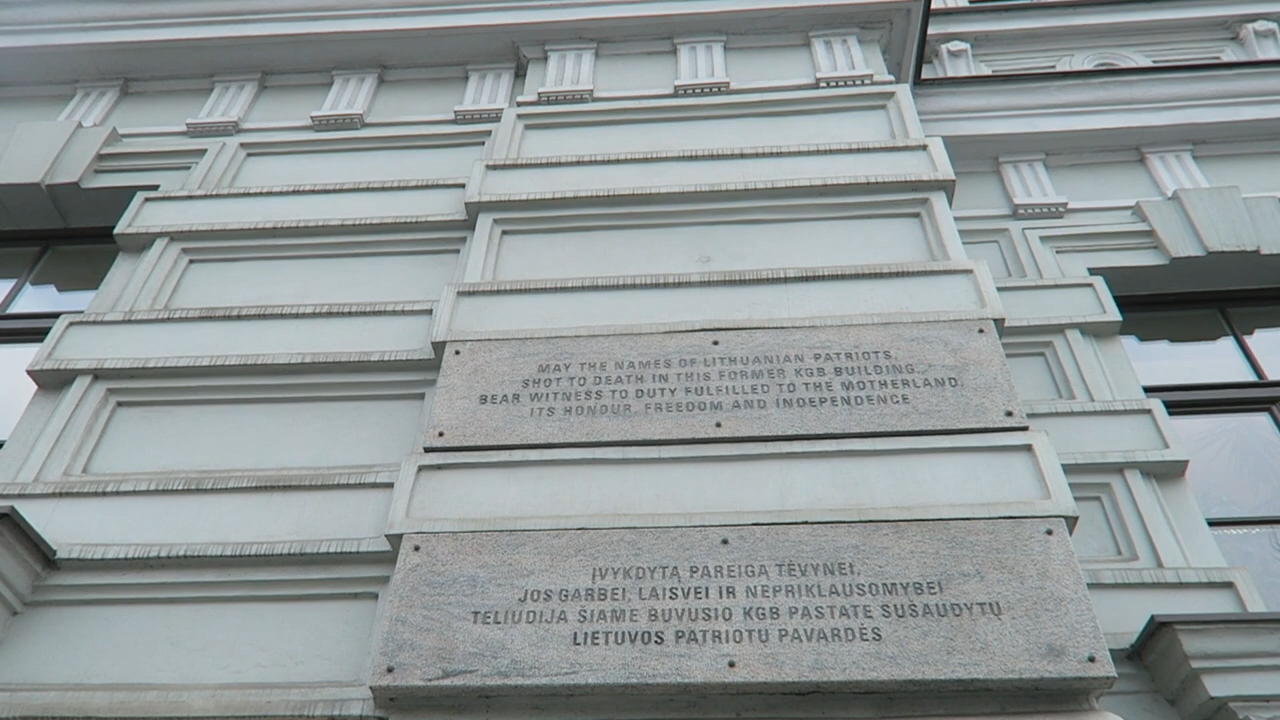 MAY THE NAMES OF LITHUANIAN PATRIOTS,
SHOT TO DEATH IN THIS FORMER KGB BUILDING,
BEAR WITNESS TO DUTY FULFILLED TO THE MOTHERLAND,
ITS HONOUR, FREEDOM AND INDEPENDENCE
ĮVYKDYTĄ PAREIGĄ TĖVYNEI,
JOS GARBEI, LAISVEI IR NEPRIKLAUSOMYBEI
TELIUDIJA ŠIAME BUVUSIO KGB PASTATE SUŠAUDYTŲ
LIETUVOS PATRIOTŲ PAVARDĖS